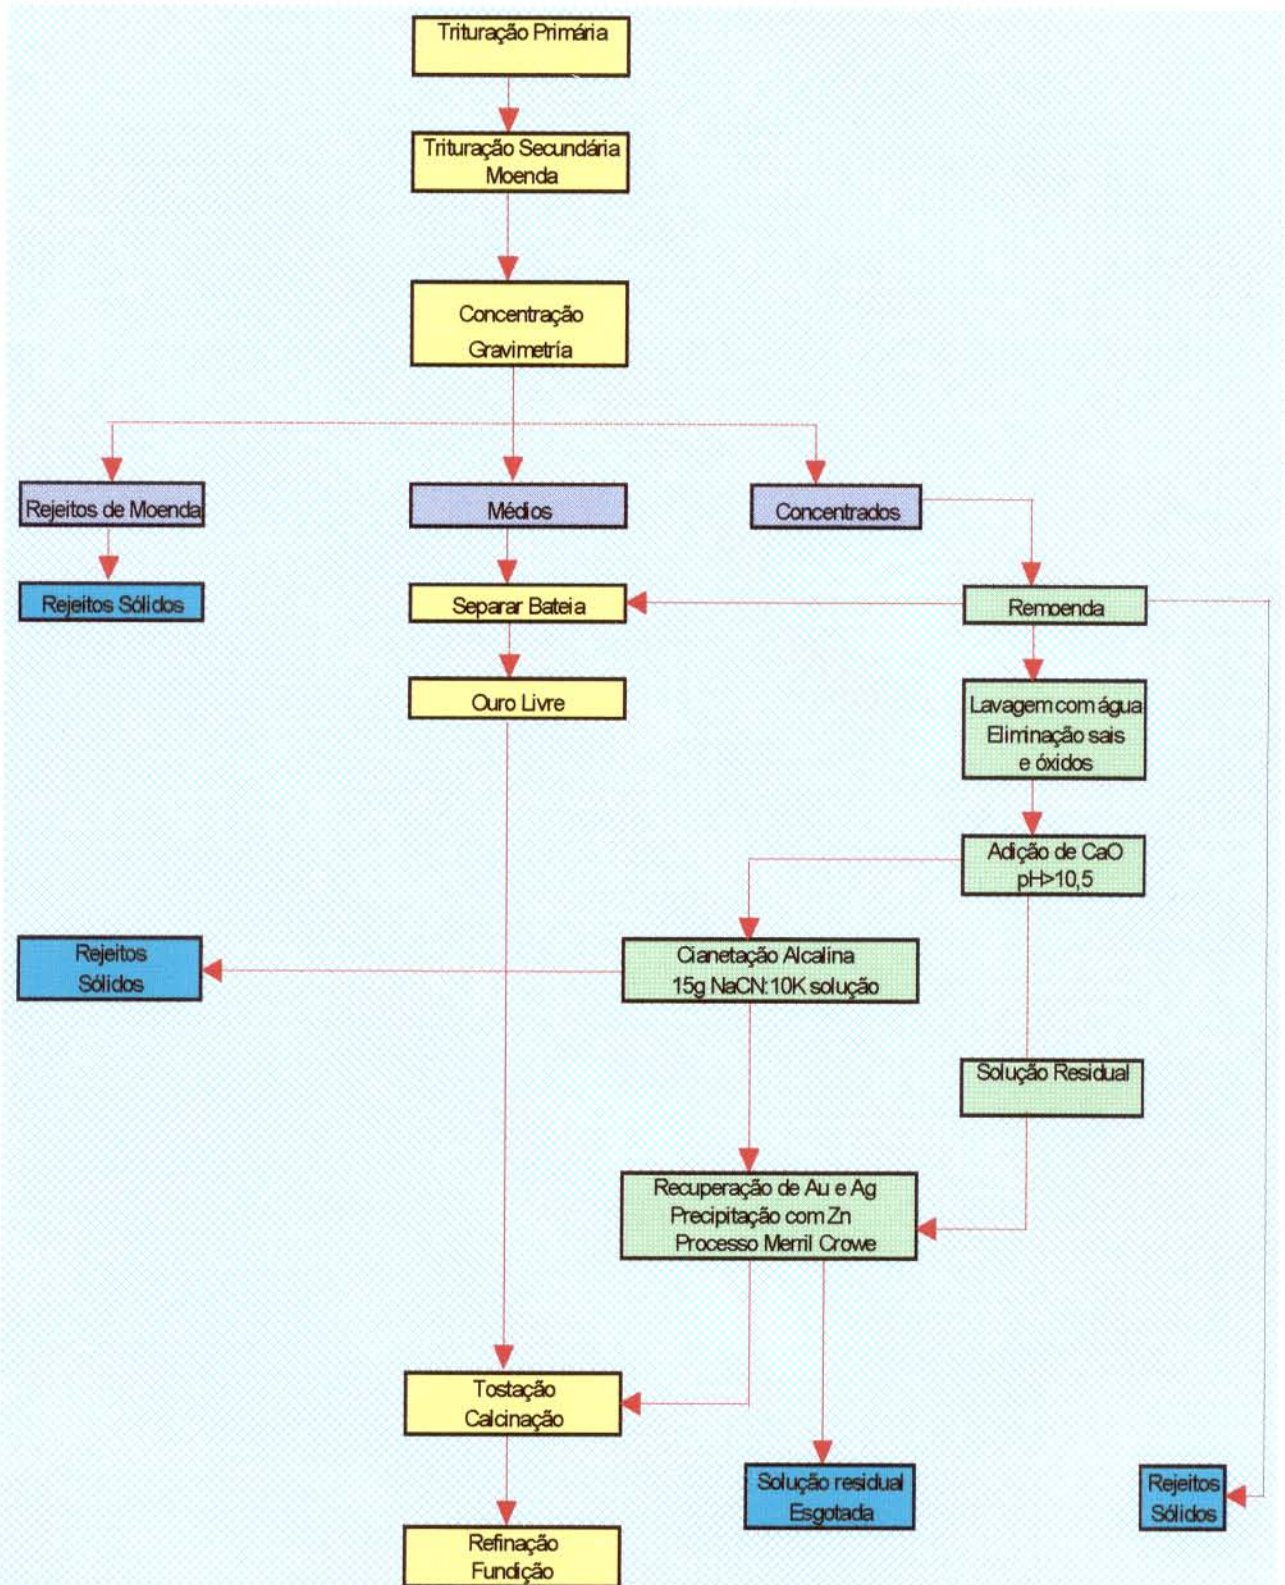 Trituração Primária
Trituração Secundária
Moenda
Concentração
Gravimetría
Rejeitos de Moenda
Médios
Concentrados
Rejeitos Sólidos
Separar Bateia
Remoenda
Ouro Livre
Lavagem com água
Eliminação sais
e óxidos
Adição de CaO
pH>10,5
Rejeitos
Sólidos
Cianetação Alcalína
15g NaCN:10K solução
Solução Residual
Recuperação de Au e Ag
Precipitação com Zn
Processo Merril Crowe
Tostação
Calcinação
Solução residual
Esgotada
Rejeitos
Sólidos
Refinação
Fundição